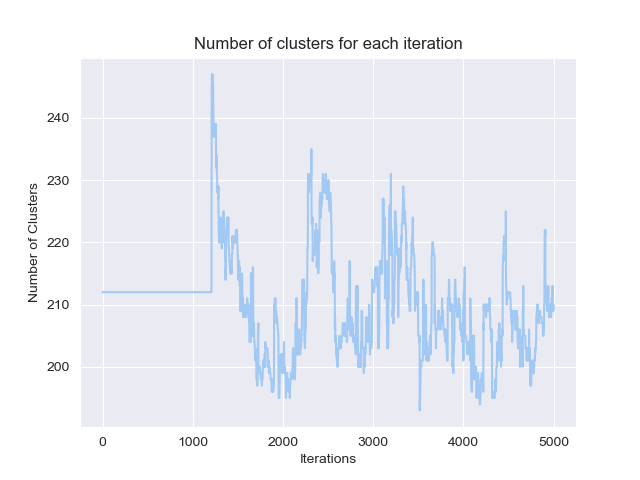 Number of clusters for each iteration
Number of Clusters
240
230
220
210
200
0 1000 2000 3000 4000 5000
Iterations